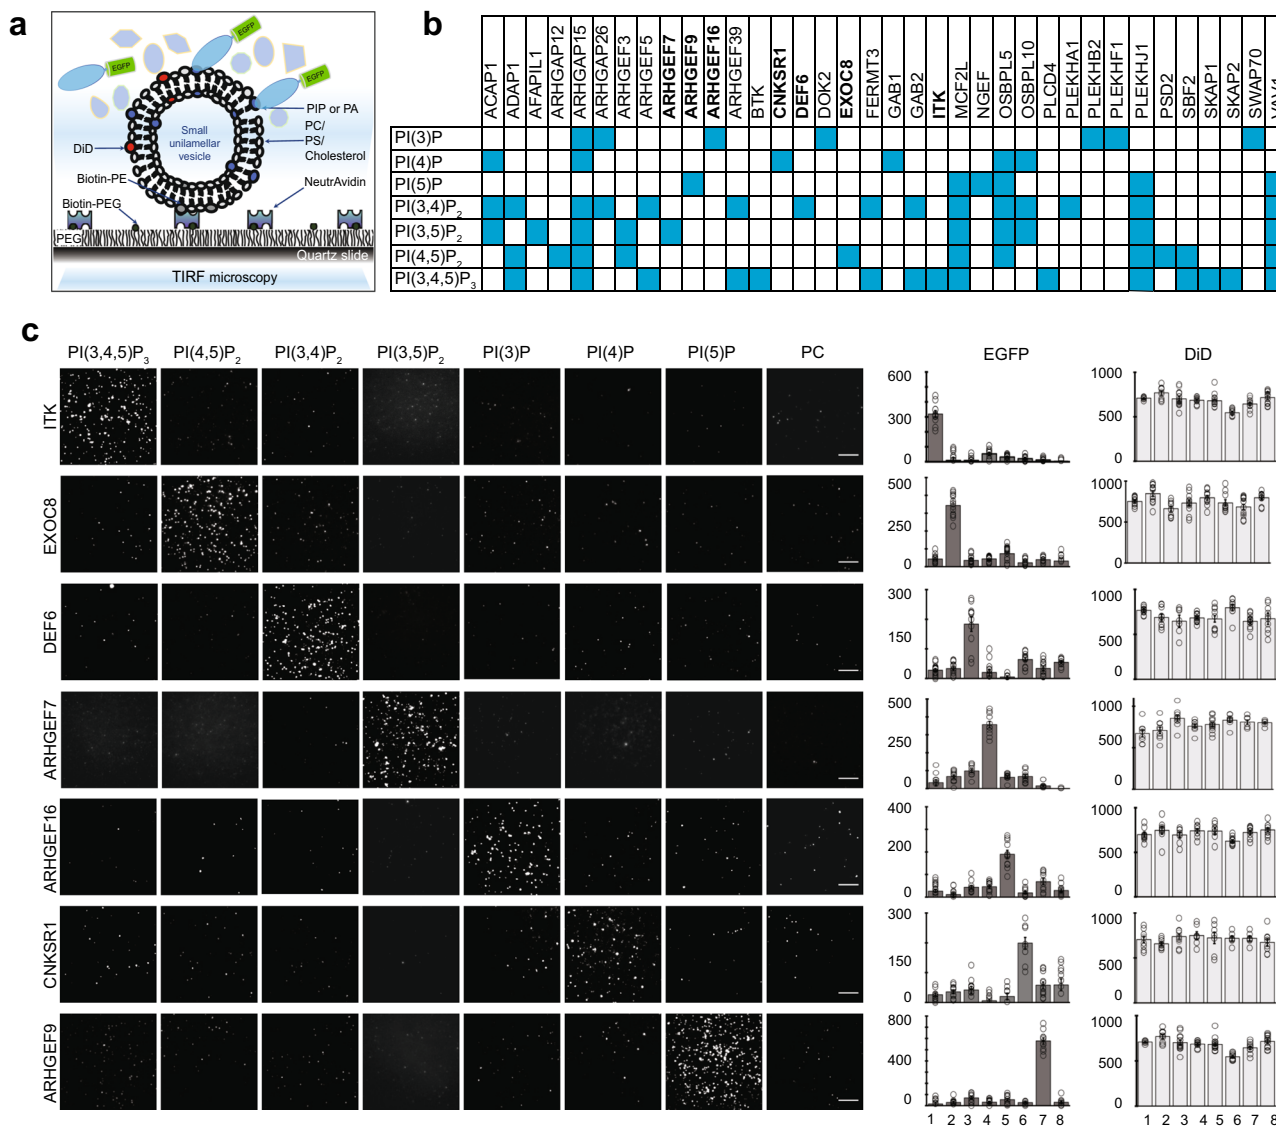 a
EGFP
EGFP
EGFP
PIP or PA
PC/
PS/
Cholesterol
Small
unilamellar
vesicle
DiD
Biotin-PE
NeutrAvidin
Biotin-PEG
PEG
Quartz slide
TIRF microscopy
b
ACAP1
ADAP1
AFAPIL1
ARHGAP12
ARHGAP15
ARHGAP26
ARHGEF3
ARHGEF5
ARHGEF7
ARHGEF9
ARHGEF16
ARHGEF39
BTK
CNKSR1
DEF6
DOK2
EXOC8
FERMT3
GAB1
GAB2
ITK
MCF2L
NGEF
OSBPL5
OSBPL10
PLCD4
PLEKHA1
PLEKHB2
PLEKHF1
PLEKHJ1
PSD2
SBF2
SKAP1
SKAP2
SWAP70
PI(3)P
PI(4)P
PI(5)P
PI(3,4)P2
PI(3,5)P2
PI(4,5)P2
PI(3,4,5)P3
c
PI(3,4,5)P3 PI(4,5)P2 PI(3,4)P2 PI(3,5)P2 PI(3)P PI(4)P PI(5)P PC EGFP DiD
ITK
600
300
0
1000
500
0
EXOC8
500
250
0
1000
500
0
DEF6
300
150
0
1000
500
0
ARHGEF7
500
250
0
1000
500
0
ARHGEF16
400
200
0
1000
500
0
CNKSR1
300
200
0
1000
500
0
ARHGEF9
800
400
0
1000
500
0
1 2 3 4 5 6 7 8
1 2 3 4 5 6 7 8